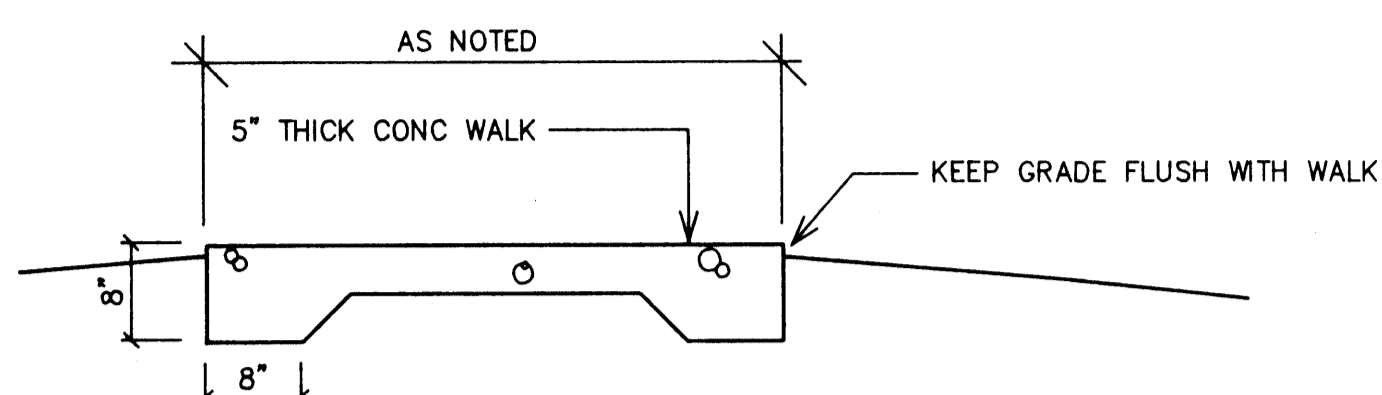 AS NOTED
5" THICK CONC WALK
KEEP GRADE FLUSH WITH WALK
8"
8"